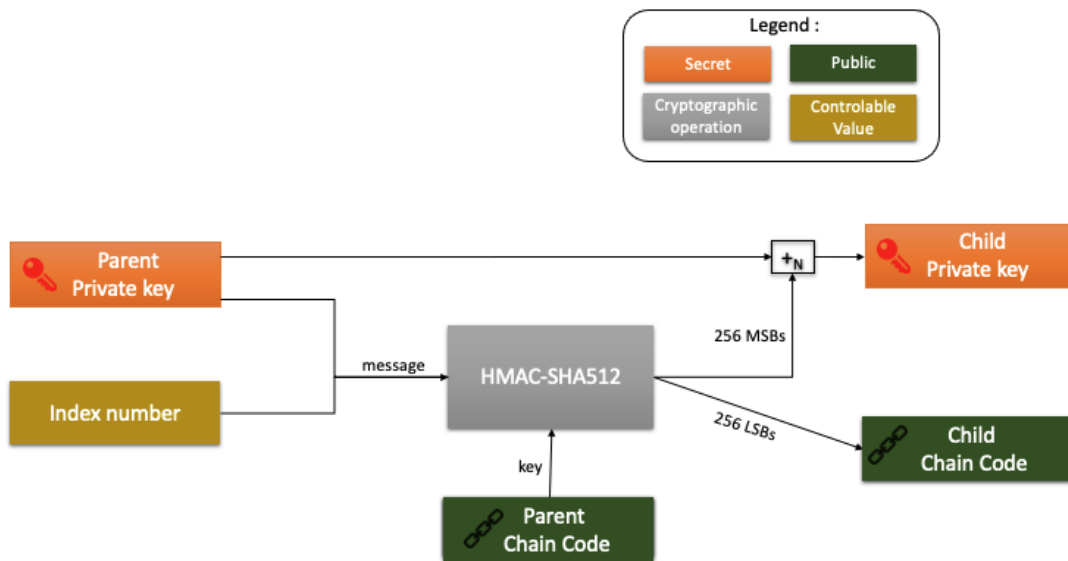 Legend :
Secret
Public
Cryptographic
operation
Controlable
Value
Parent
Private key
+N
Child
Private key
256 MSBs
message
HMAC-SHA512
Index number
256 LSBs
Child
Chain Code
key
Parent
Chain Code